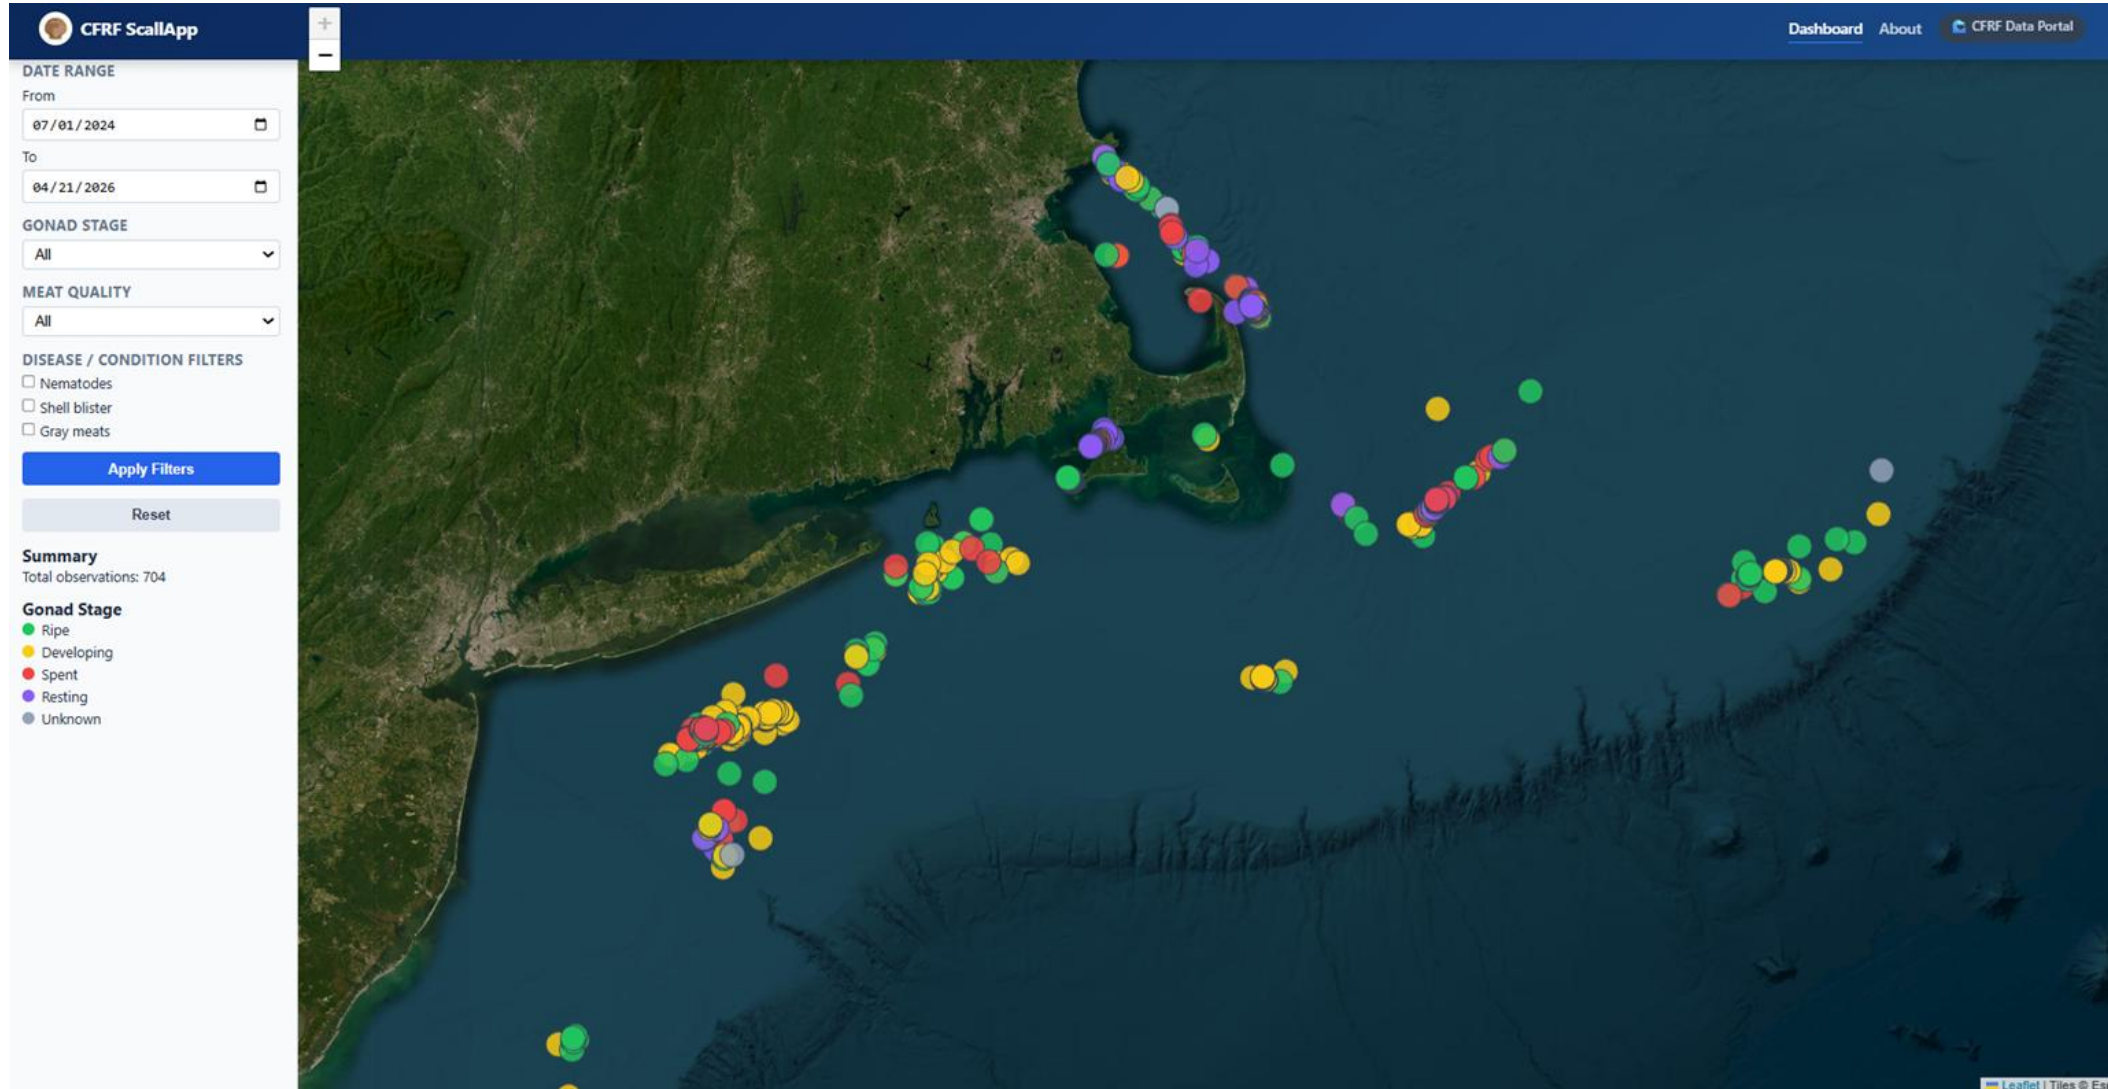 CFRF ScallApp
+
−
Dashboard
About
CFRF Data Portal
DATE RANGE
From
07/01/2024
To
04/21/2026
GONAD STAGE
All
MEAT QUALITY
All
DISEASE / CONDITION FILTERS
Nematodes
Shell blister
Gray meats
Apply Filters
Reset
Summary
Total observations: 704
Gonad Stage
Ripe
Developing
Spent
Resting
Unknown
Leaflet | Tiles © Es